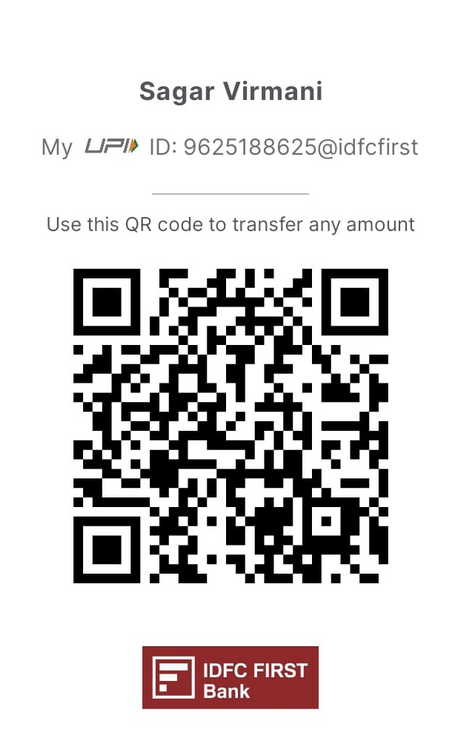 Sagar Virmani
My UPI ID: 9625188625@idfcfirst
Use this QR code to transfer any amount
IDFC FIRST
Bank